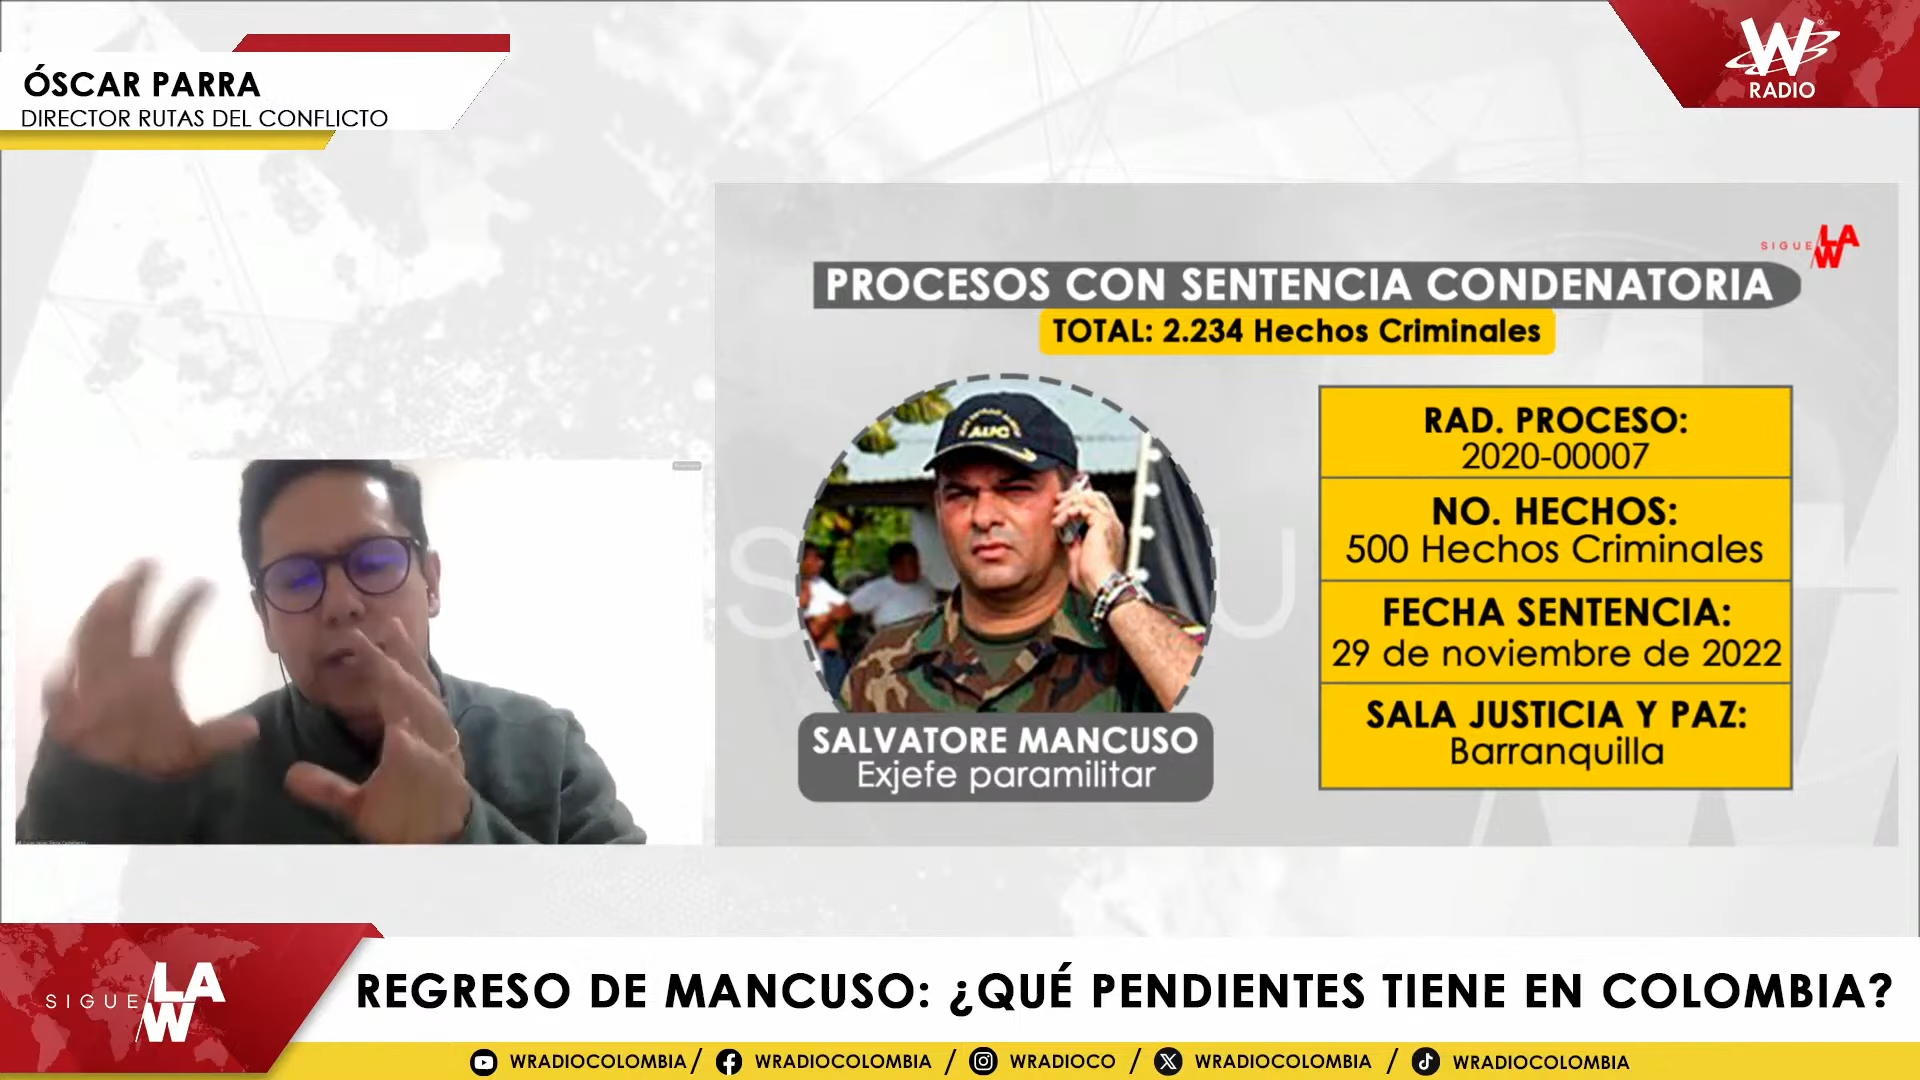 ÓSCAR PARRA
DIRECTOR RUTAS DEL CONFLICTO
W
RADIO
SIGUE LA W
PROCESOS CON SENTENCIA CONDENATORIA
TOTAL: 2.234 Hechos Criminales
AUC
SALVATORE MANCUSO
Exjefe paramilitar
RAD. PROCESO:
2020-00007
NO. HECHOS:
500 Hechos Criminales
FECHA SENTENCIA:
29 de noviembre de 2022
SALA JUSTICIA Y PAZ:
Barranquilla
SIGUE LA W
REGRESO DE MANCUSO: ¿QUÉ PENDIENTES TIENE EN COLOMBIA?
WRADIOCOLOMBIA / WRADIOCOLOMBIA / WRADIOCO / WRADIOCOLOMBIA / WRADIOCOLOMBIA